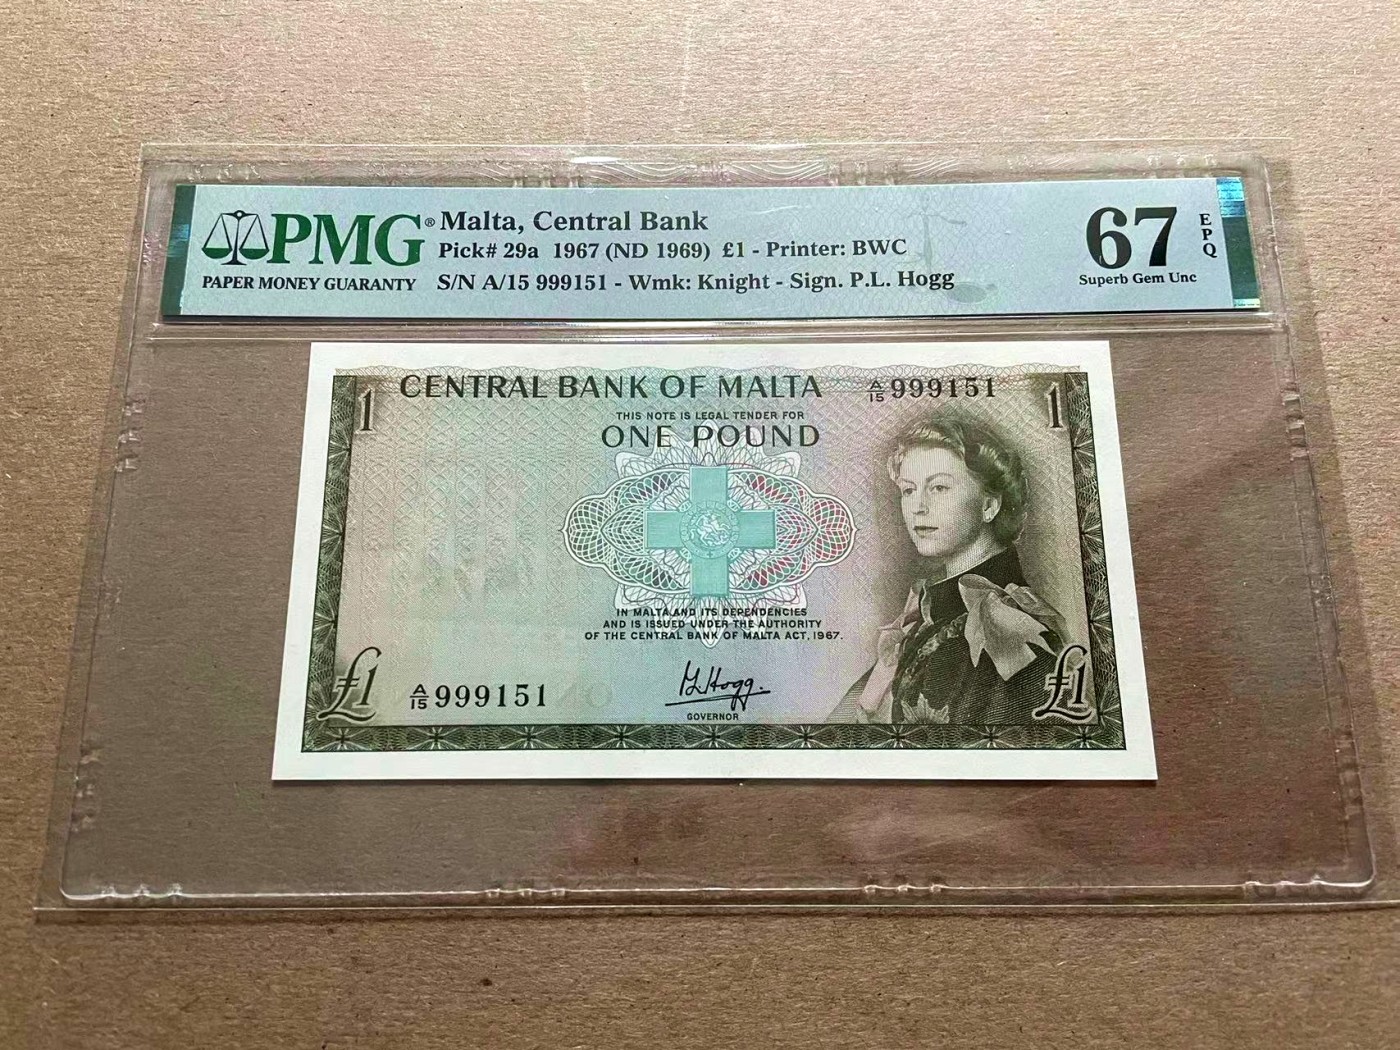 PMG®
PAPER MONEY GUARANTY
Malta, Central Bank
Pick# 29a 1967 (ND 1969) £1 - Printer: BWC
S/N A/15 999151 - Wmk: Knight - Sign. P.L. Hogg
67
EPQ
Superb Gem Unc
1
CENTRAL BANK OF MALTA
A/15 999151
1
THIS NOTE IS LEGAL TENDER FOR
ONE POUND
IN MALTA AND ITS DEPENDENCIES
AND IS ISSUED UNDER THE AUTHORITY
OF THE CENTRAL BANK OF MALTA ACT, 1967.
£1
A/15 999151
P.L. Hogg.
GOVERNOR
£1